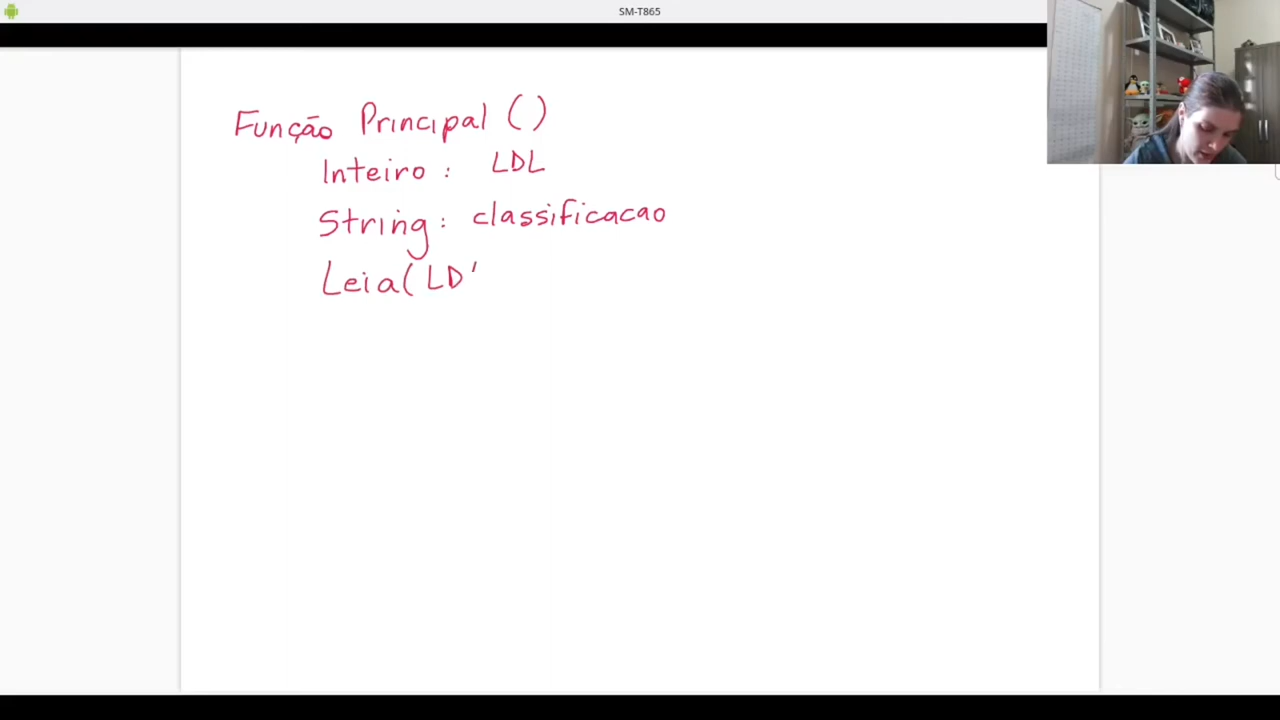 SM-T865
Função Principal ()
Inteiro : LDL
String : classificacao
Leia( LD'